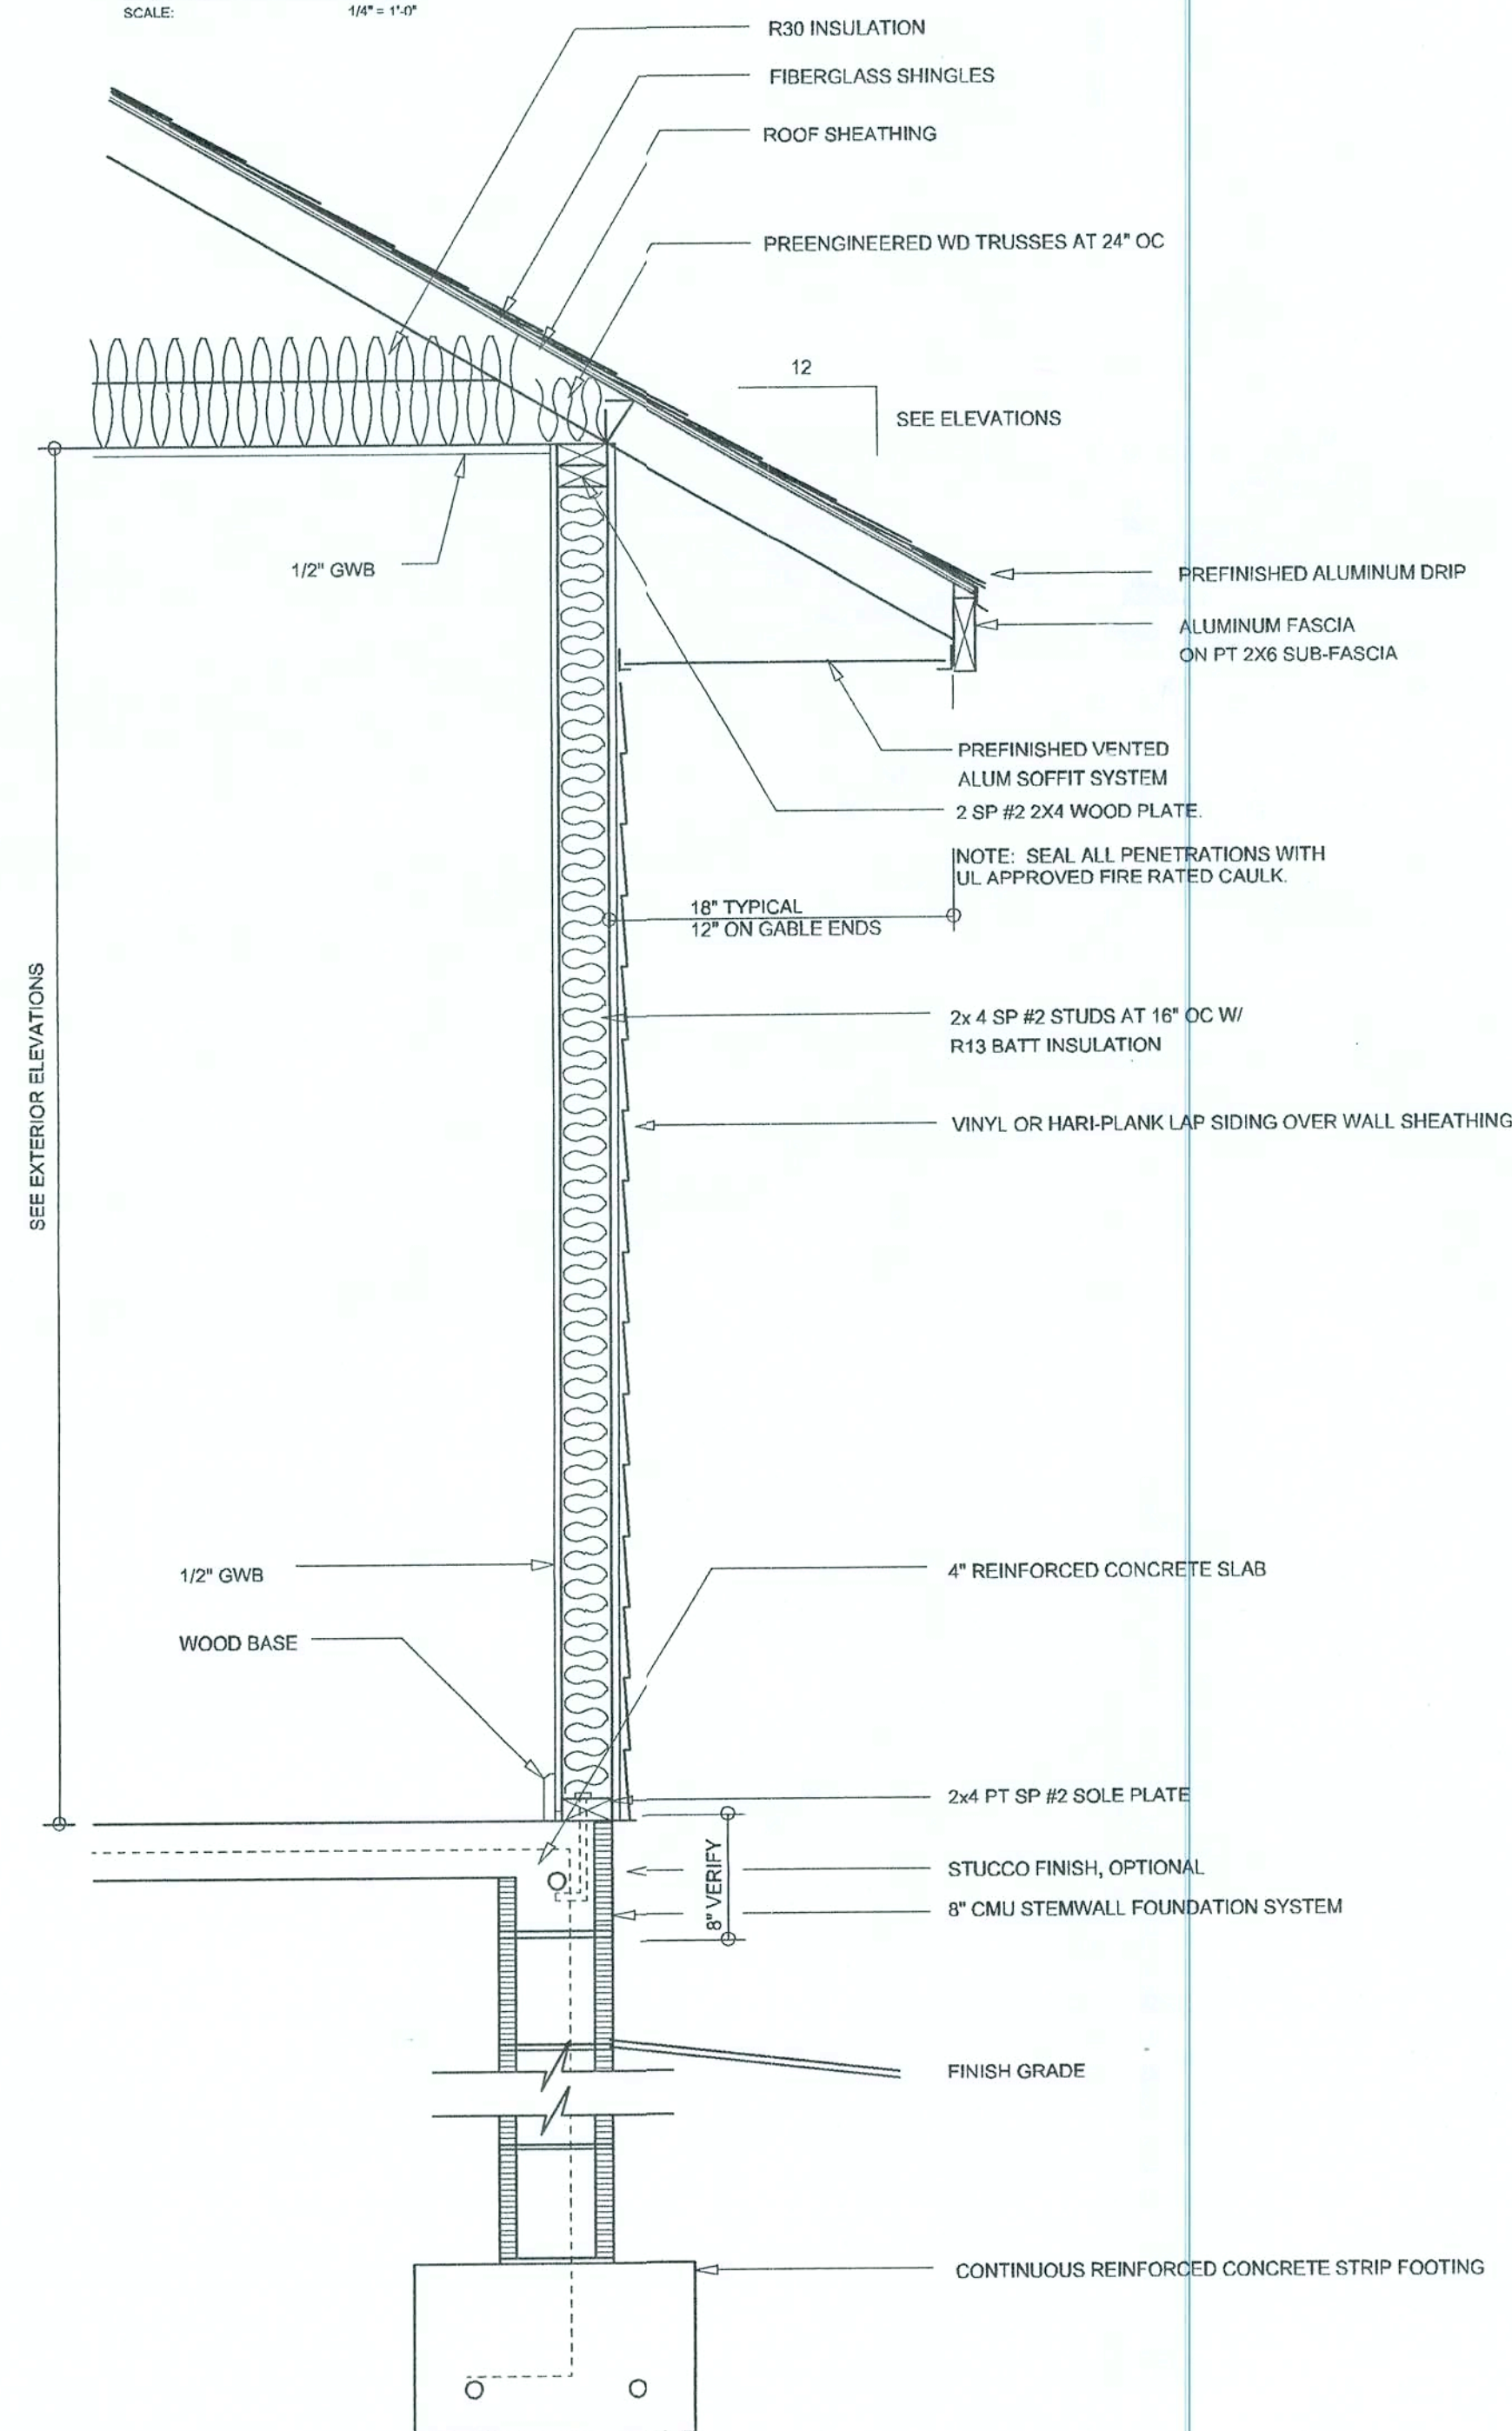 SCALE: 1/4" = 1'-0"
R30 INSULATION
FIBERGLASS SHINGLES
ROOF SHEATHING
PREENGINEERED WD TRUSSES AT 24" OC
12
SEE ELEVATIONS
1/2" GWB
PREFINISHED ALUMINUM DRIP
ALUMINUM FASCIA
ON PT 2X6 SUB-FASCIA
PREFINISHED VENTED
ALUM SOFFIT SYSTEM
2 SP #2 2X4 WOOD PLATE.
NOTE: SEAL ALL PENETRATIONS WITH
UL APPROVED FIRE RATED CAULK.
18" TYPICAL
12" ON GABLE ENDS
SEE EXTERIOR ELEVATIONS
2x 4 SP #2 STUDS AT 16" OC W/
R13 BATT INSULATION
VINYL OR HARI-PLANK LAP SIDING OVER WALL SHEATHING
1/2" GWB
4" REINFORCED CONCRETE SLAB
WOOD BASE
2x4 PT SP #2 SOLE PLATE
8" VERIFY
STUCCO FINISH, OPTIONAL
8" CMU STEMWALL FOUNDATION SYSTEM
FINISH GRADE
CONTINUOUS REINFORCED CONCRETE STRIP FOOTING